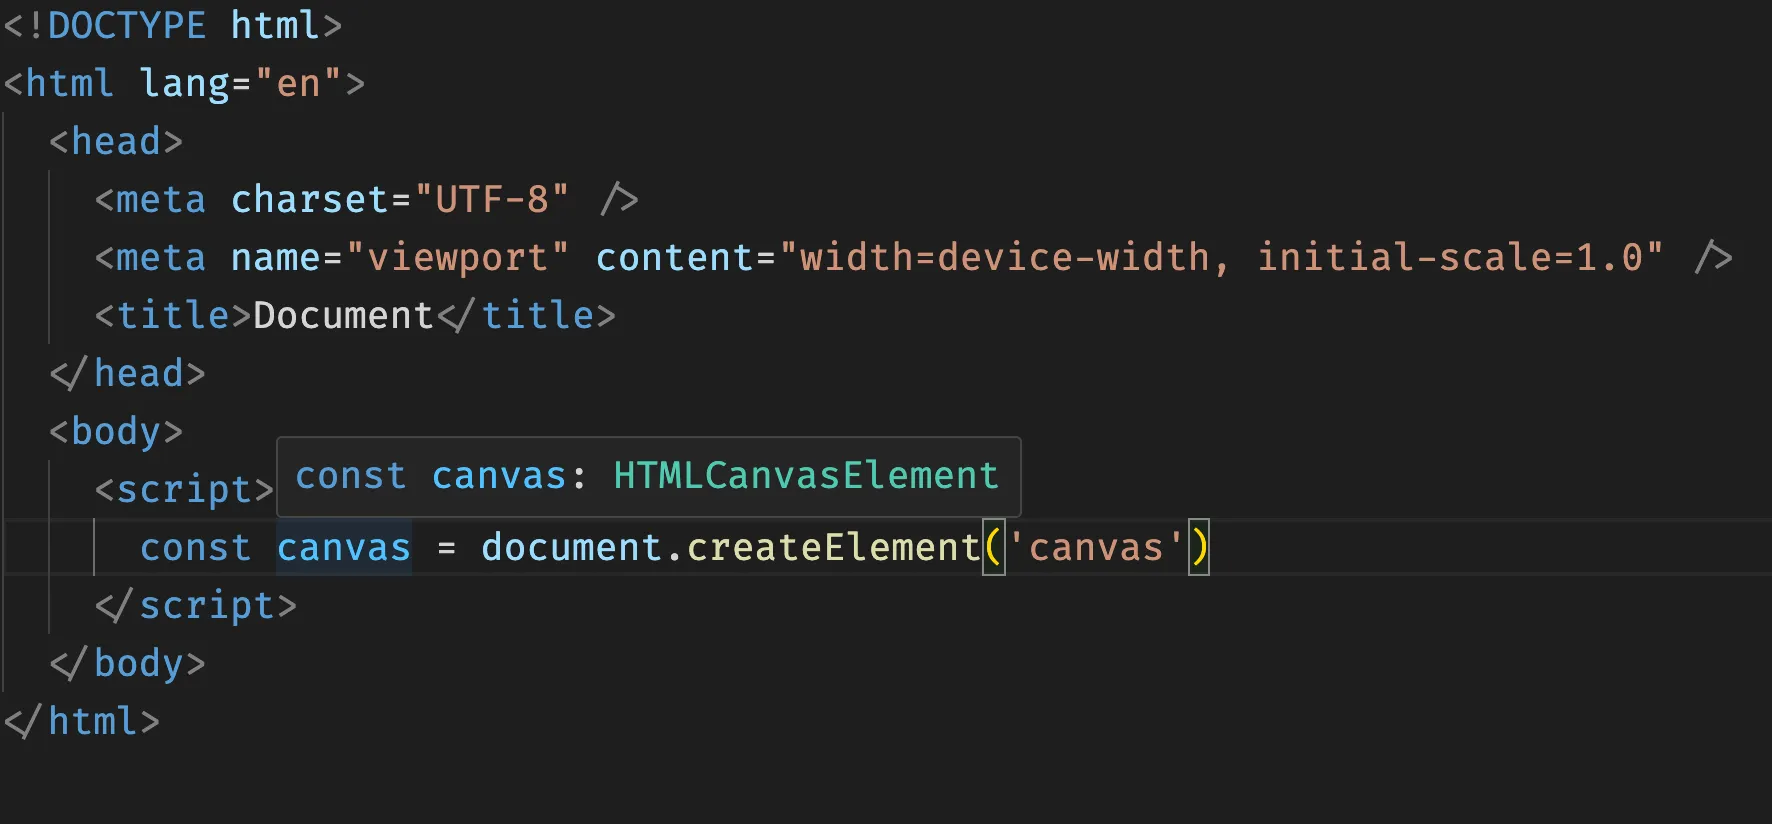 <!DOCTYPE html>
<html lang="en">
<head>
<meta charset="UTF-8" />
<meta name="viewport" content="width=device-width, initial-scale=1.0" />
<title>Document</title>
</head>
<body>
const canvas: HTMLCanvasElement
<script>
const canvas = document.createElement('canvas')
</script>
</body>
</html>